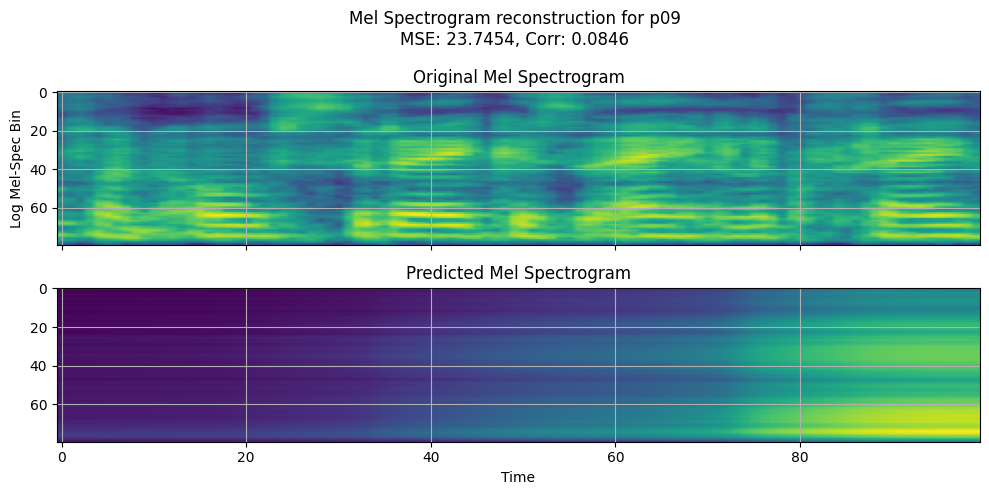 Mel Spectrogram reconstruction for p09
MSE: 23.7454, Corr: 0.0846
Original Mel Spectrogram
0
20
40
60
Log Mel-Spec Bin
Predicted Mel Spectrogram
0
20
40
60
0 20 40 60 80
Time